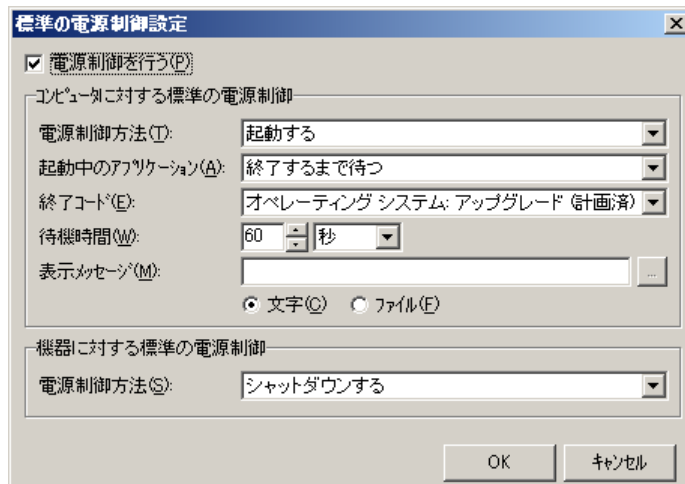 標準の電源制御設定
電源制御を行う(P)
コンピュータに対する標準の電源制御
電源制御方法(T): 起動する
起動中のアプリケーション(A): 終了するまで待つ
終了コード(E): オペレーティング システム: アップグレード (計画済)
待機時間(W): 60 秒
表示メッセージ(M): ...
文字(C) ファイル(F)
機器に対する標準の電源制御
電源制御方法(S): シャットダウンする
OK キャンセル